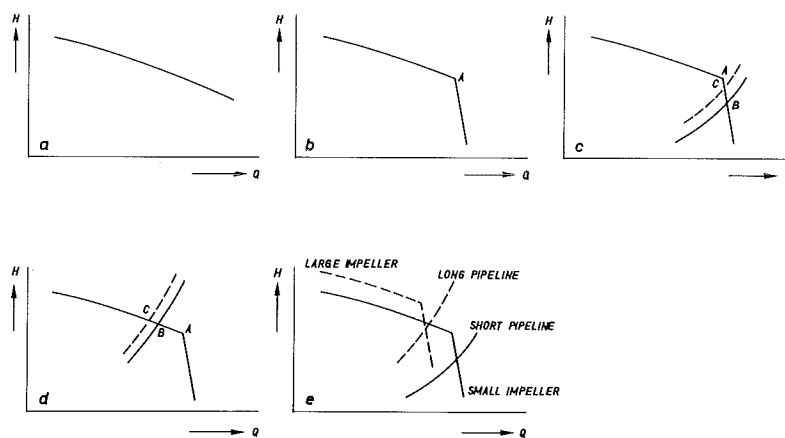 H
a
Q
H
A
b
Q
H
A
C
B
c
H
C
B
A
d
Q
H
LARGE IMPELLER
LONG PIPELINE
SHORT PIPELINE
SMALL IMPELLER
e
Q